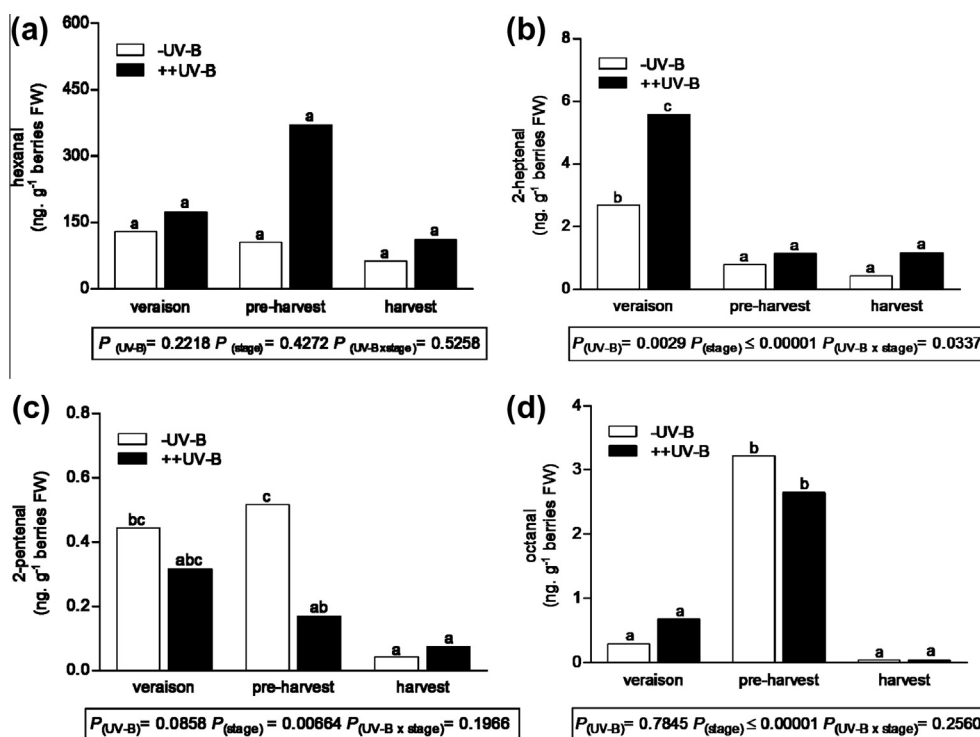 (a)
600
450
300
150
0
hexanal
(ng. g⁻¹ berries FW)
-UV-B
++UV-B
a
a
a
a
a
a
veraison
pre-harvest
harvest
P (UV-B)= 0.2218 P (stage) = 0.4272 P (UV-Bxstage) = 0.5258
(b)
8
6
4
2
0
2-heptenal
(ng. g⁻¹ berries FW)
-UV-B
++UV-B
b
c
a
a
a
a
veraison
pre-harvest
harvest
P (UV-B)= 0.0029 P (stage) ≤ 0.00001 P (UV-B x stage) = 0.0337
(c)
0.8
0.6
0.4
0.2
0.0
2-pentenal
(ng. g⁻¹ berries FW)
-UV-B
++UV-B
bc
abc
c
ab
a
a
veraison
pre-harvest
harvest
P (UV-B)= 0.0858 P (stage) = 0.00664 P (UV-B x stage) = 0.1966
(d)
4
3
2
1
0
octanal
(ng. g⁻¹ berries FW)
-UV-B
++UV-B
a
a
b
b
a
a
veraison
pre-harvest
harvest
P (UV-B)= 0.7845 P (stage) ≤ 0.00001 P (UV-B x stage) = 0.2560